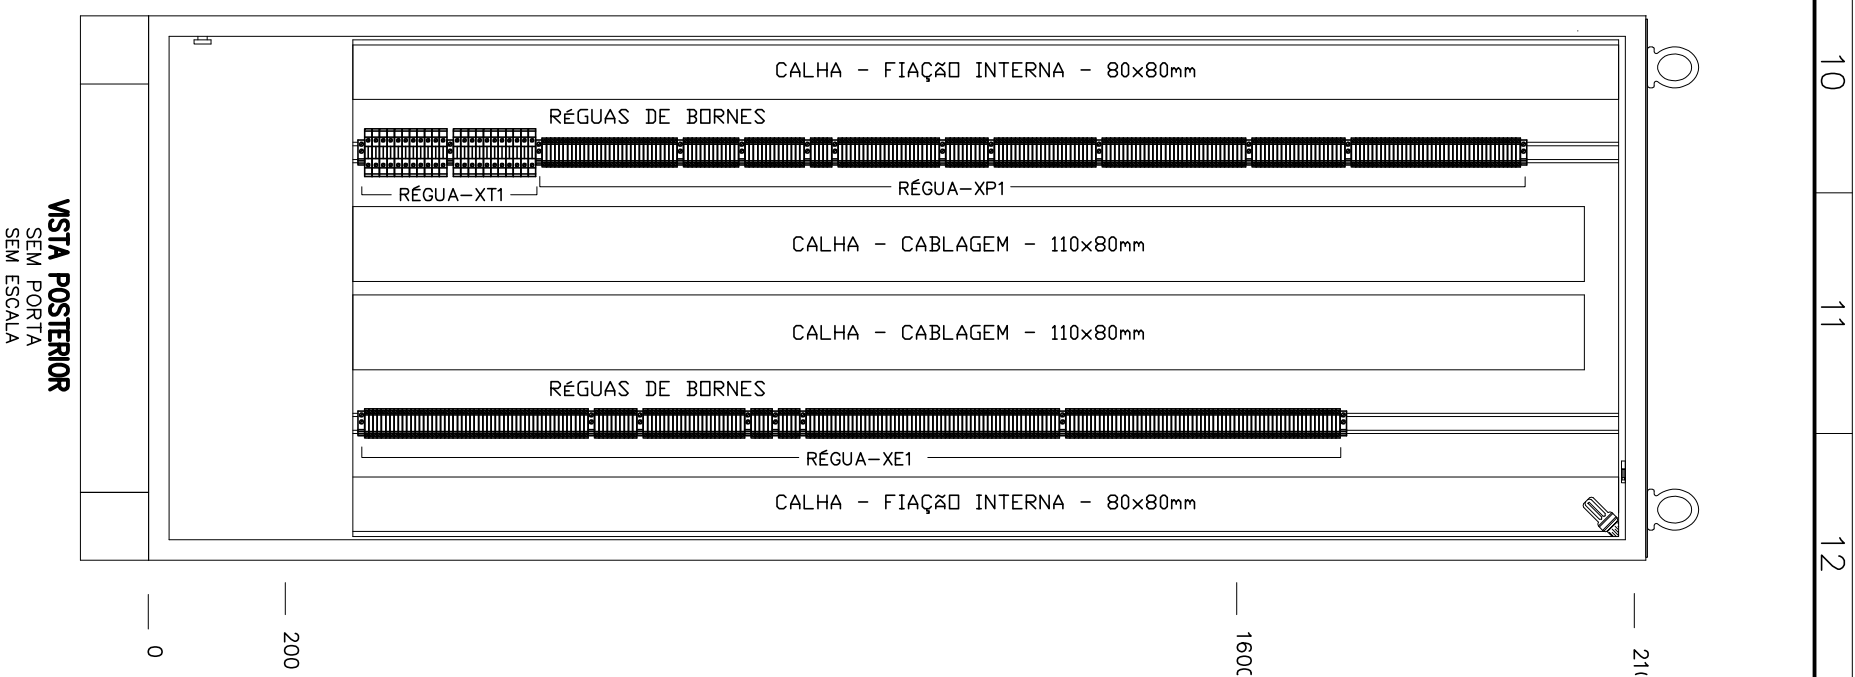 10
11
12
CALHA - FIAÇÃO INTERNA - 80x80mm
RÉGUAS DE BORNES
RÉGUA-XT1
RÉGUA-XP1
CALHA - CABLAGEM - 110x80mm
CALHA - CABLAGEM - 110x80mm
RÉGUAS DE BORNES
RÉGUA-XE1
CALHA - FIAÇÃO INTERNA - 80x80mm
VISTA POSTERIOR
SEM PORTA
SEM ESCALA
0
200
1600